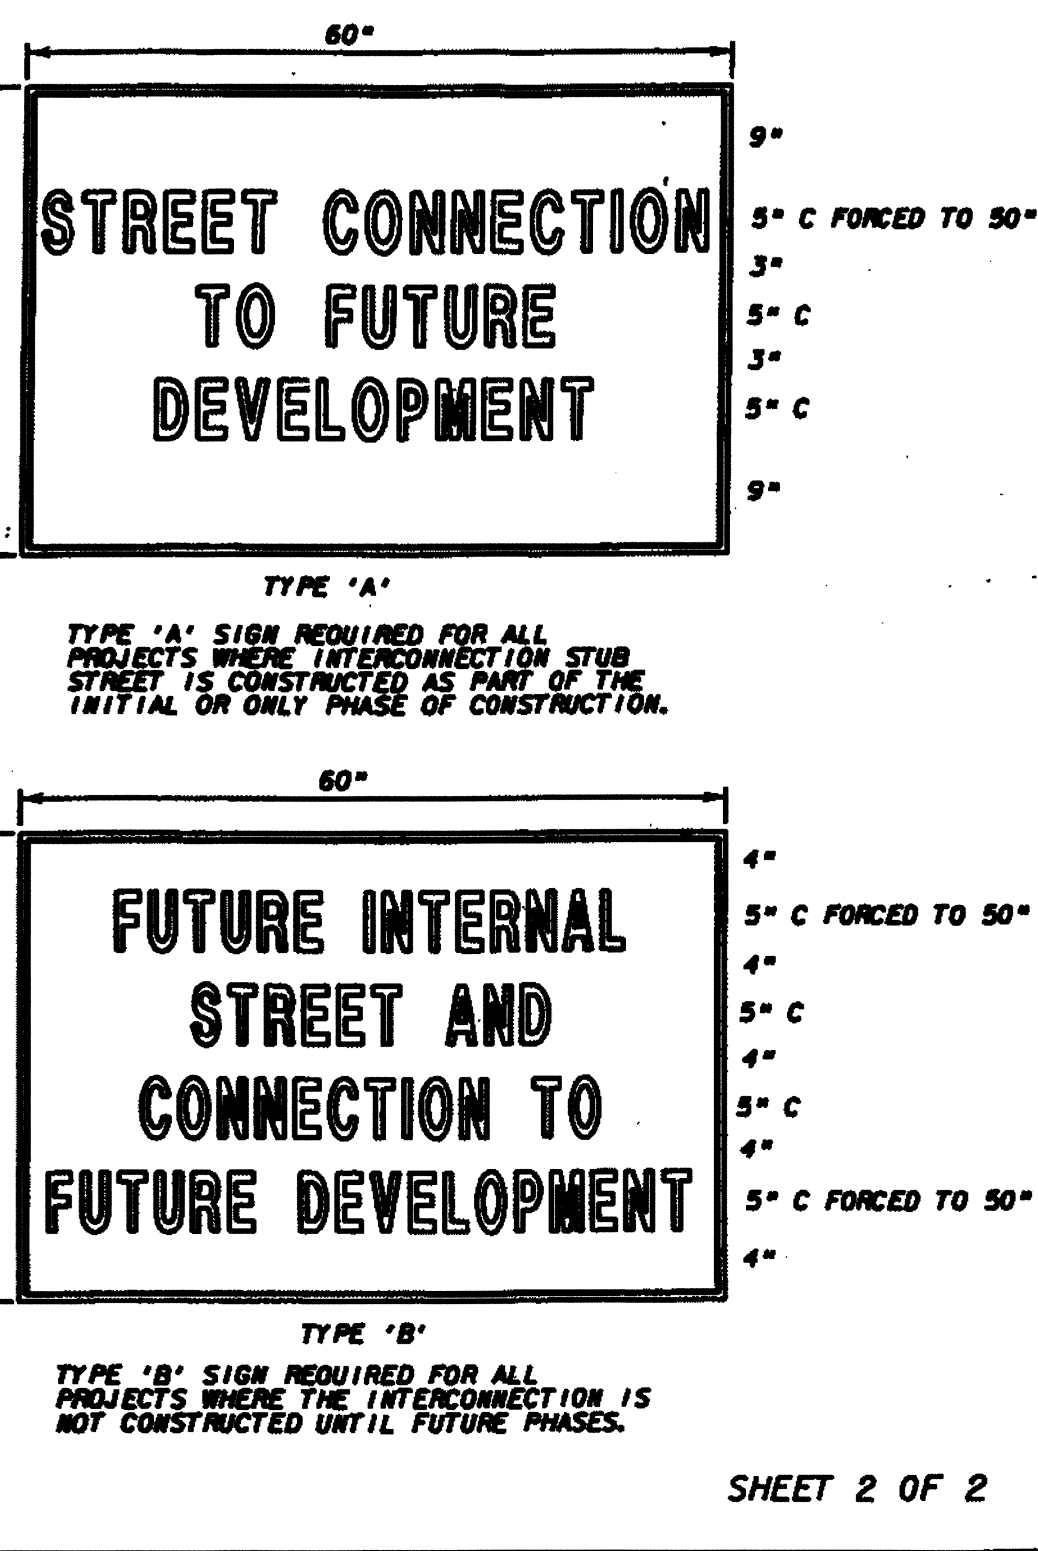 60"
9"
STREET CONNECTION
5" C FORCED TO 50"
3"
TO FUTURE
5" C
3"
DEVELOPMENT
5" C
9"
TYPE 'A'
TYPE 'A' SIGN REQUIRED FOR ALL
PROJECTS WHERE INTERCONNECTION STUB
STREET IS CONSTRUCTED AS PART OF THE
INITIAL OR ONLY PHASE OF CONSTRUCTION.
60"
4"
FUTURE INTERNAL
5" C FORCED TO 50"
4"
STREET AND
5" C
4"
CONNECTION TO
5" C
4"
FUTURE DEVELOPMENT
5" C FORCED TO 50"
4"
TYPE 'B'
TYPE 'B' SIGN REQUIRED FOR ALL
PROJECTS WHERE THE INTERCONNECTION IS
NOT CONSTRUCTED UNTIL FUTURE PHASES.
SHEET 2 OF 2